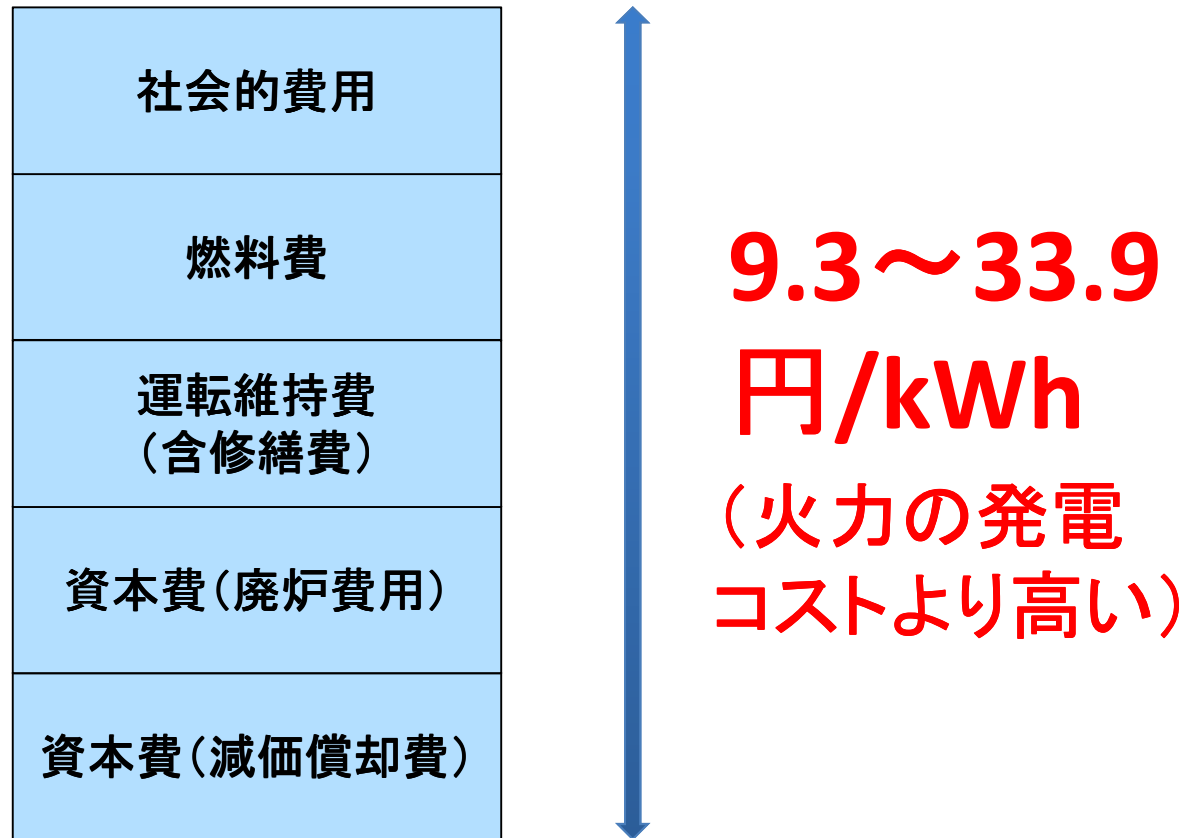 社会的費用
燃料費
運転維持費
（含修繕費）
資本費（廃炉費用）
資本費（減価償却費）
9.3～33.9
円/kWh
（火力の発電
コストより高い）